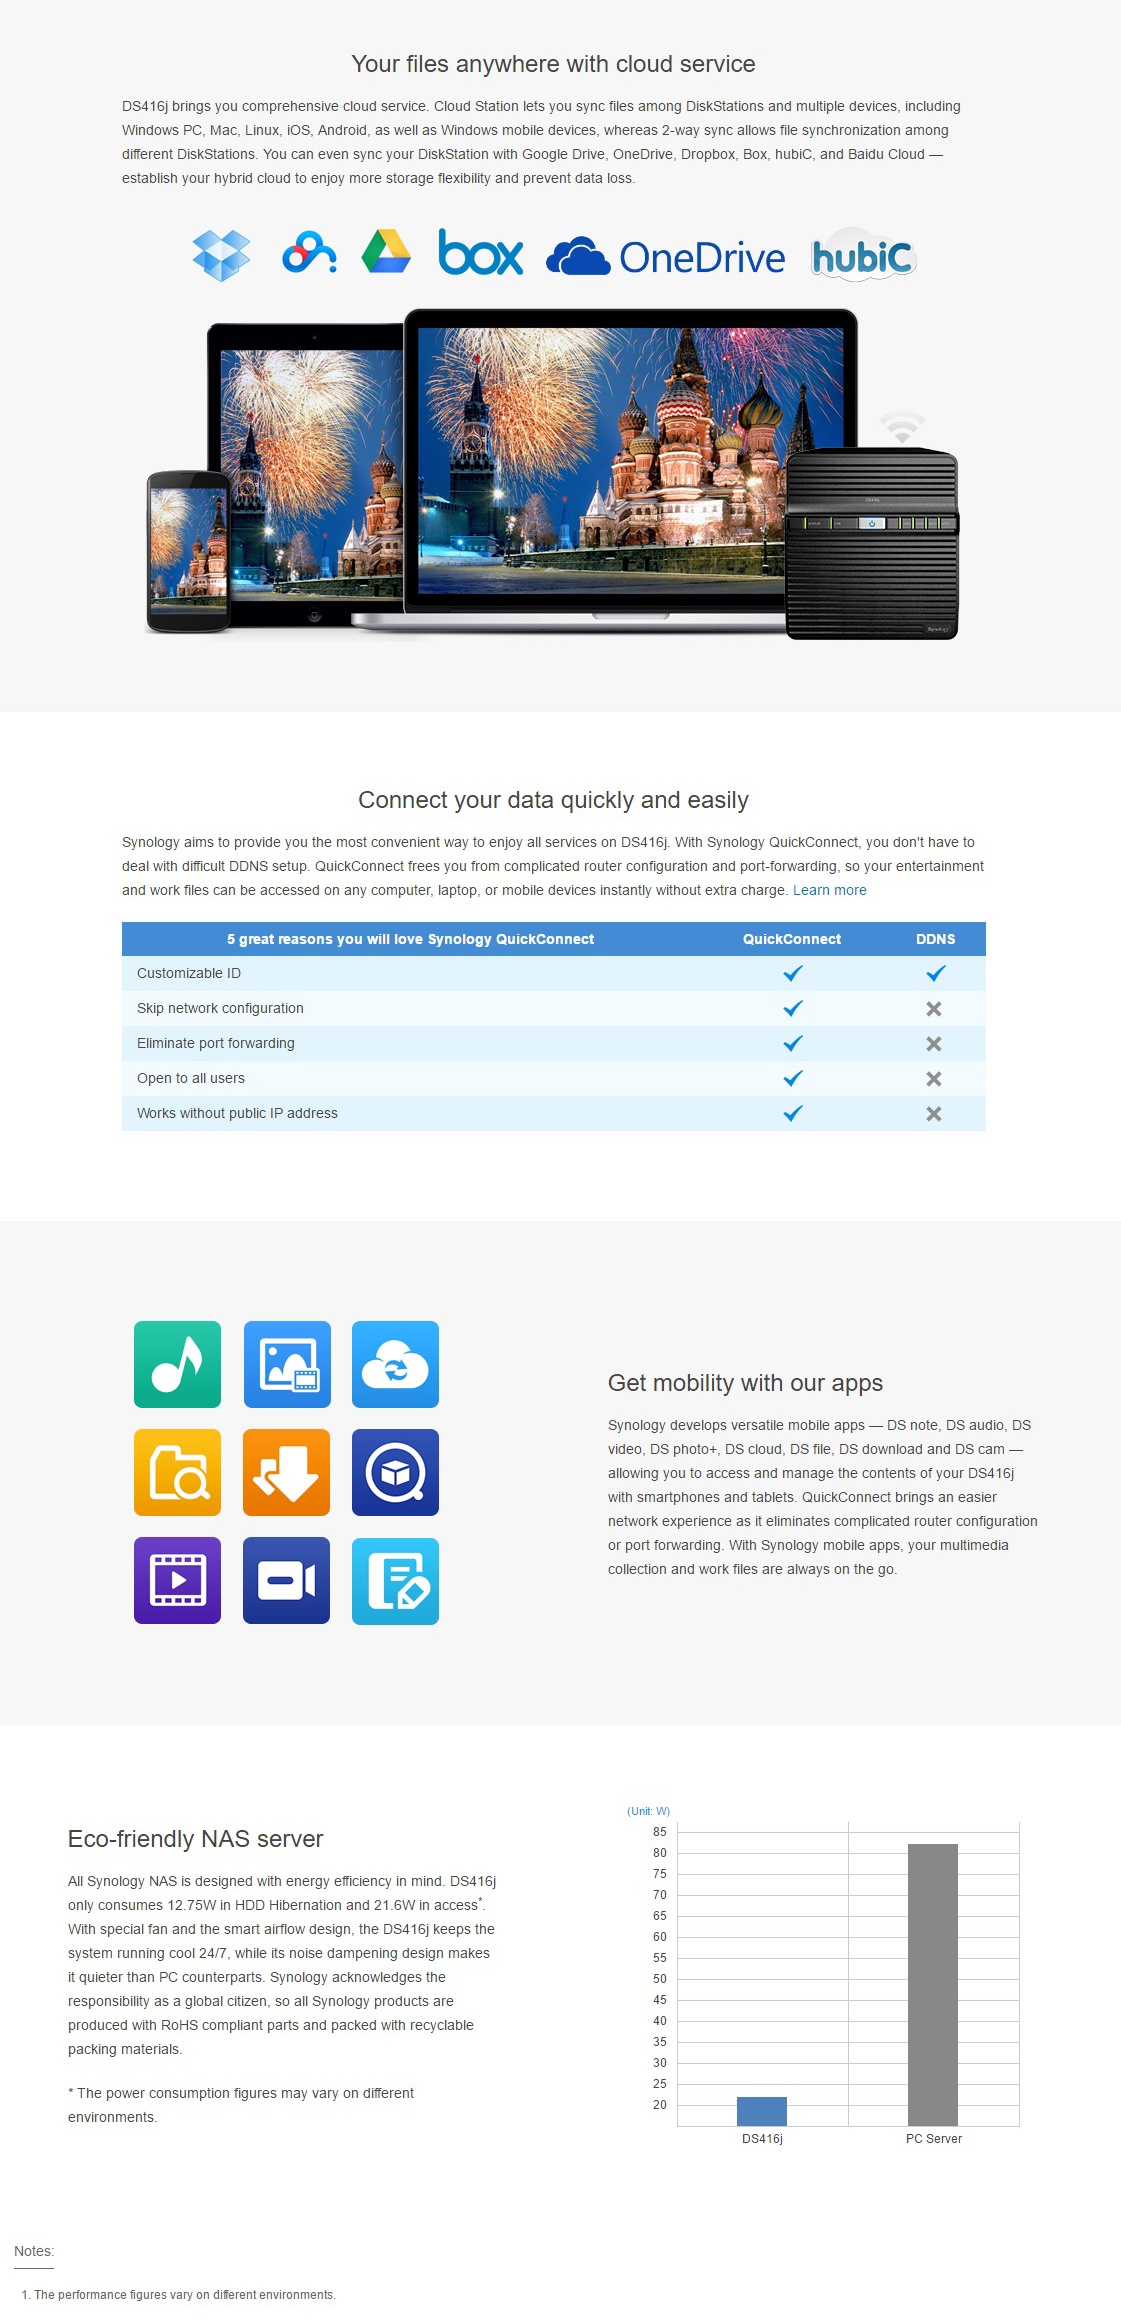 Your files anywhere with cloud service
DS416j brings you comprehensive cloud service. Cloud Station lets you sync files among DiskStations and multiple devices, including
Windows PC, Mac, Linux, iOS, Android, as well as Windows mobile devices, whereas 2-way sync allows file synchronization among
different DiskStations. You can even sync your DiskStation with Google Drive, OneDrive, Dropbox, Box, hubiC, and Baidu Cloud —
establish your hybrid cloud to enjoy more storage flexibility and prevent data loss.
box OneDrive hubiC
Synology
Connect your data quickly and easily
Synology aims to provide you the most convenient way to enjoy all services on DS416j. With Synology QuickConnect, you don't have to
deal with difficult DDNS setup. QuickConnect frees you from complicated router configuration and port-forwarding, so your entertainment
and work files can be accessed on any computer, laptop, or mobile devices instantly without extra charge. Learn more
5 great reasons you will love Synology QuickConnect QuickConnect DDNS
Customizable ID
Skip network configuration
Eliminate port forwarding
Open to all users
Works without public IP address
Get mobility with our apps
Synology develops versatile mobile apps — DS note, DS audio, DS
video, DS photo+, DS cloud, DS file, DS download and DS cam —
allowing you to access and manage the contents of your DS416j
with smartphones and tablets. QuickConnect brings an easier
network experience as it eliminates complicated router configuration
or port forwarding. With Synology mobile apps, your multimedia
collection and work files are always on the go.
Eco-friendly NAS server
All Synology NAS is designed with energy efficiency in mind. DS416j
only consumes 12.75W in HDD Hibernation and 21.6W in access*.
With special fan and the smart airflow design, the DS416j keeps the
system running cool 24/7, while its noise dampening design makes
it quieter than PC counterparts. Synology acknowledges the
responsibility as a global citizen, so all Synology products are
produced with RoHS compliant parts and packed with recyclable
packing materials.
* The power consumption figures may vary on different
environments.
(Unit: W)
85
80
75
70
65
60
55
50
45
40
35
30
25
20
DS416j PC Server
Notes:
1. The performance figures vary on different environments.